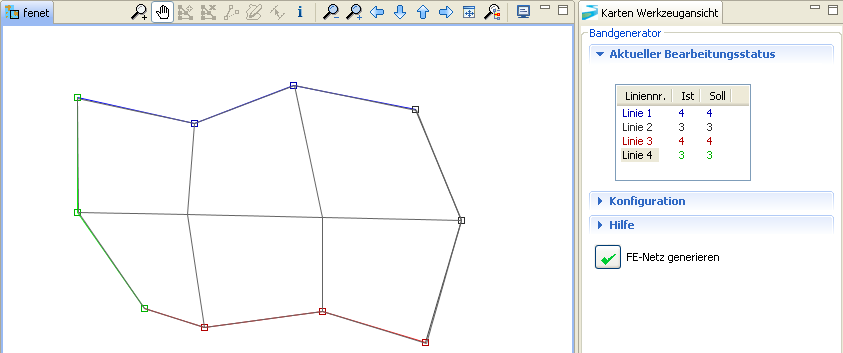 fenet
Karten Werkzeugansicht
Bandgenerator
Aktueller Bearbeitungsstatus
Liniennr. Ist Soll
Linie 1 4 4
Linie 2 3 3
Linie 3 4 4
Linie 4 3 3
Konfiguration
Hilfe
FE-Netz generieren